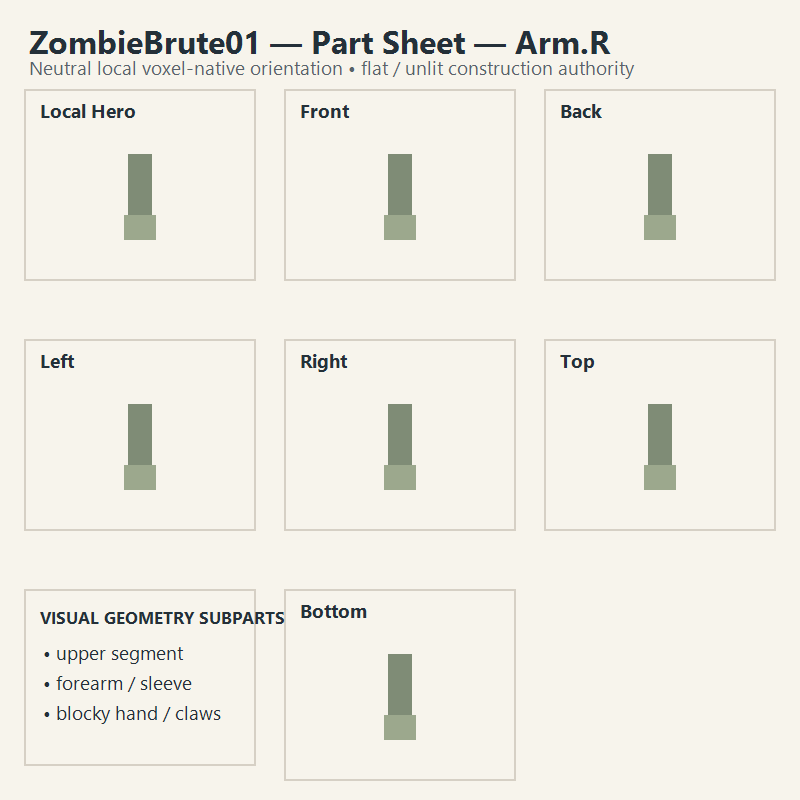 ZombieBrute01 — Part Sheet — Arm.R
Neutral local voxel-native orientation • flat / unlit construction authority
Local Hero
Front
Back
Left
Right
Top
VISUAL GEOMETRY SUBPARTS
• upper segment
• forearm / sleeve
• blocky hand / claws
Bottom